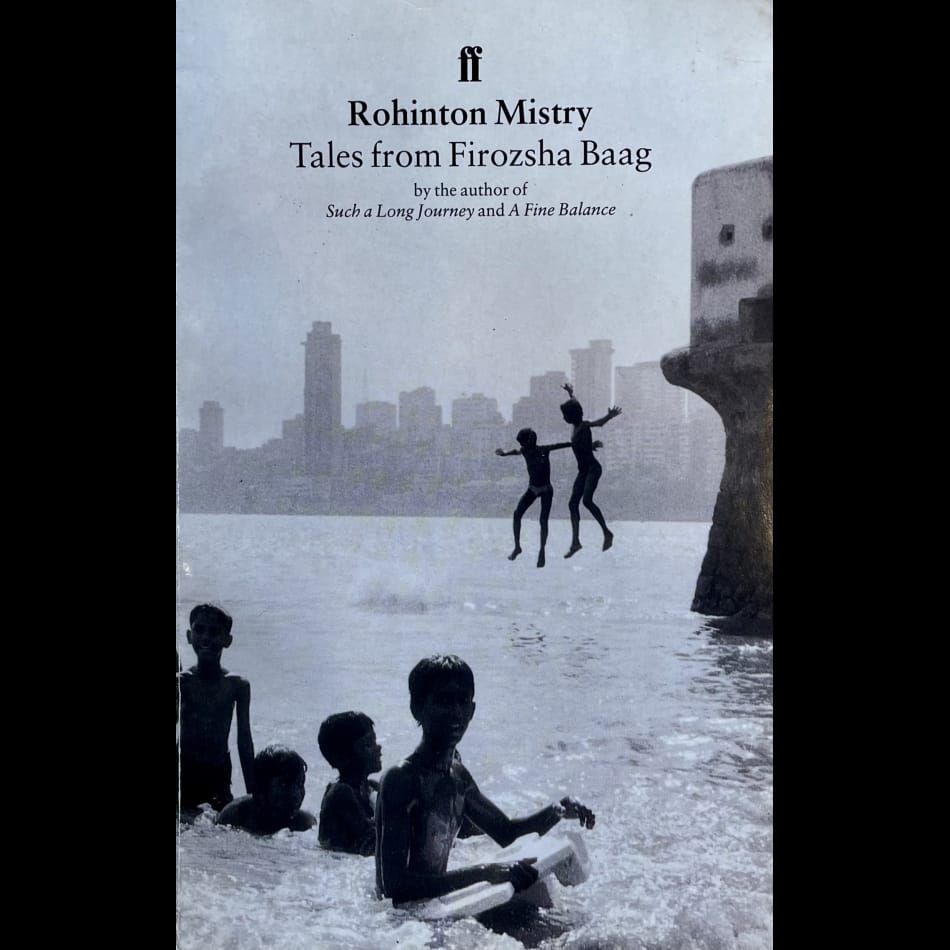 ff
Rohinton Mistry
Tales from Firozsha Baag
by the author of
Such a Long Journey and A Fine Balance